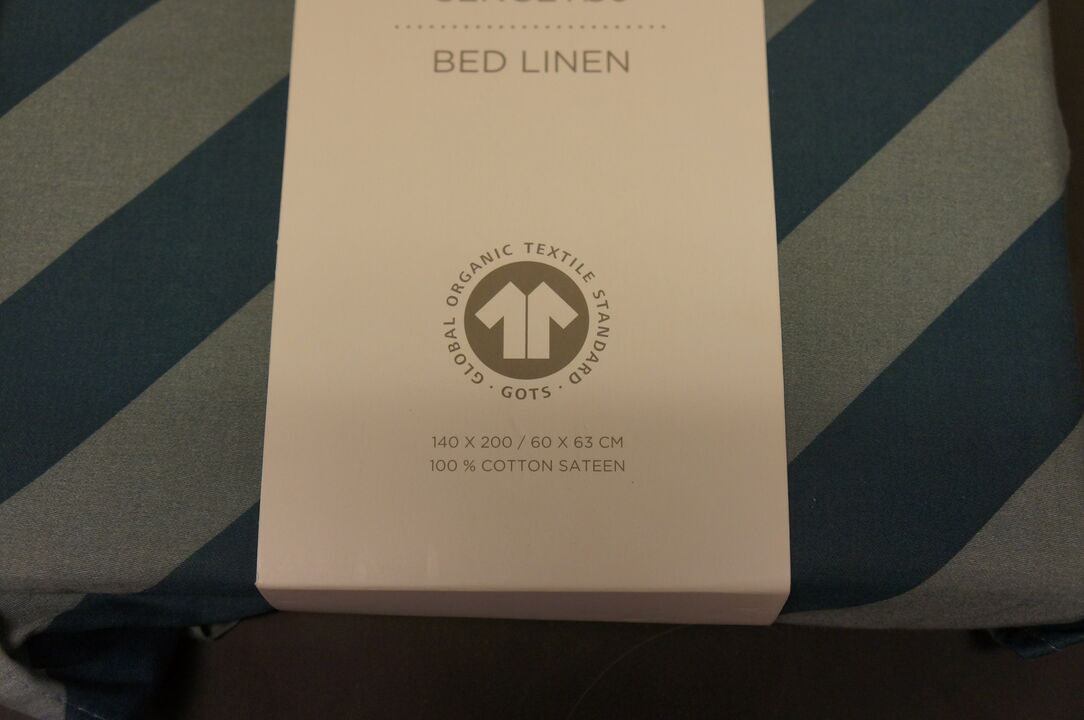 BED LINEN
GLOBAL ORGANIC TEXTILE STANDARD · GOTS ·
140 X 200 / 60 X 63 CM
100 % COTTON SATEEN